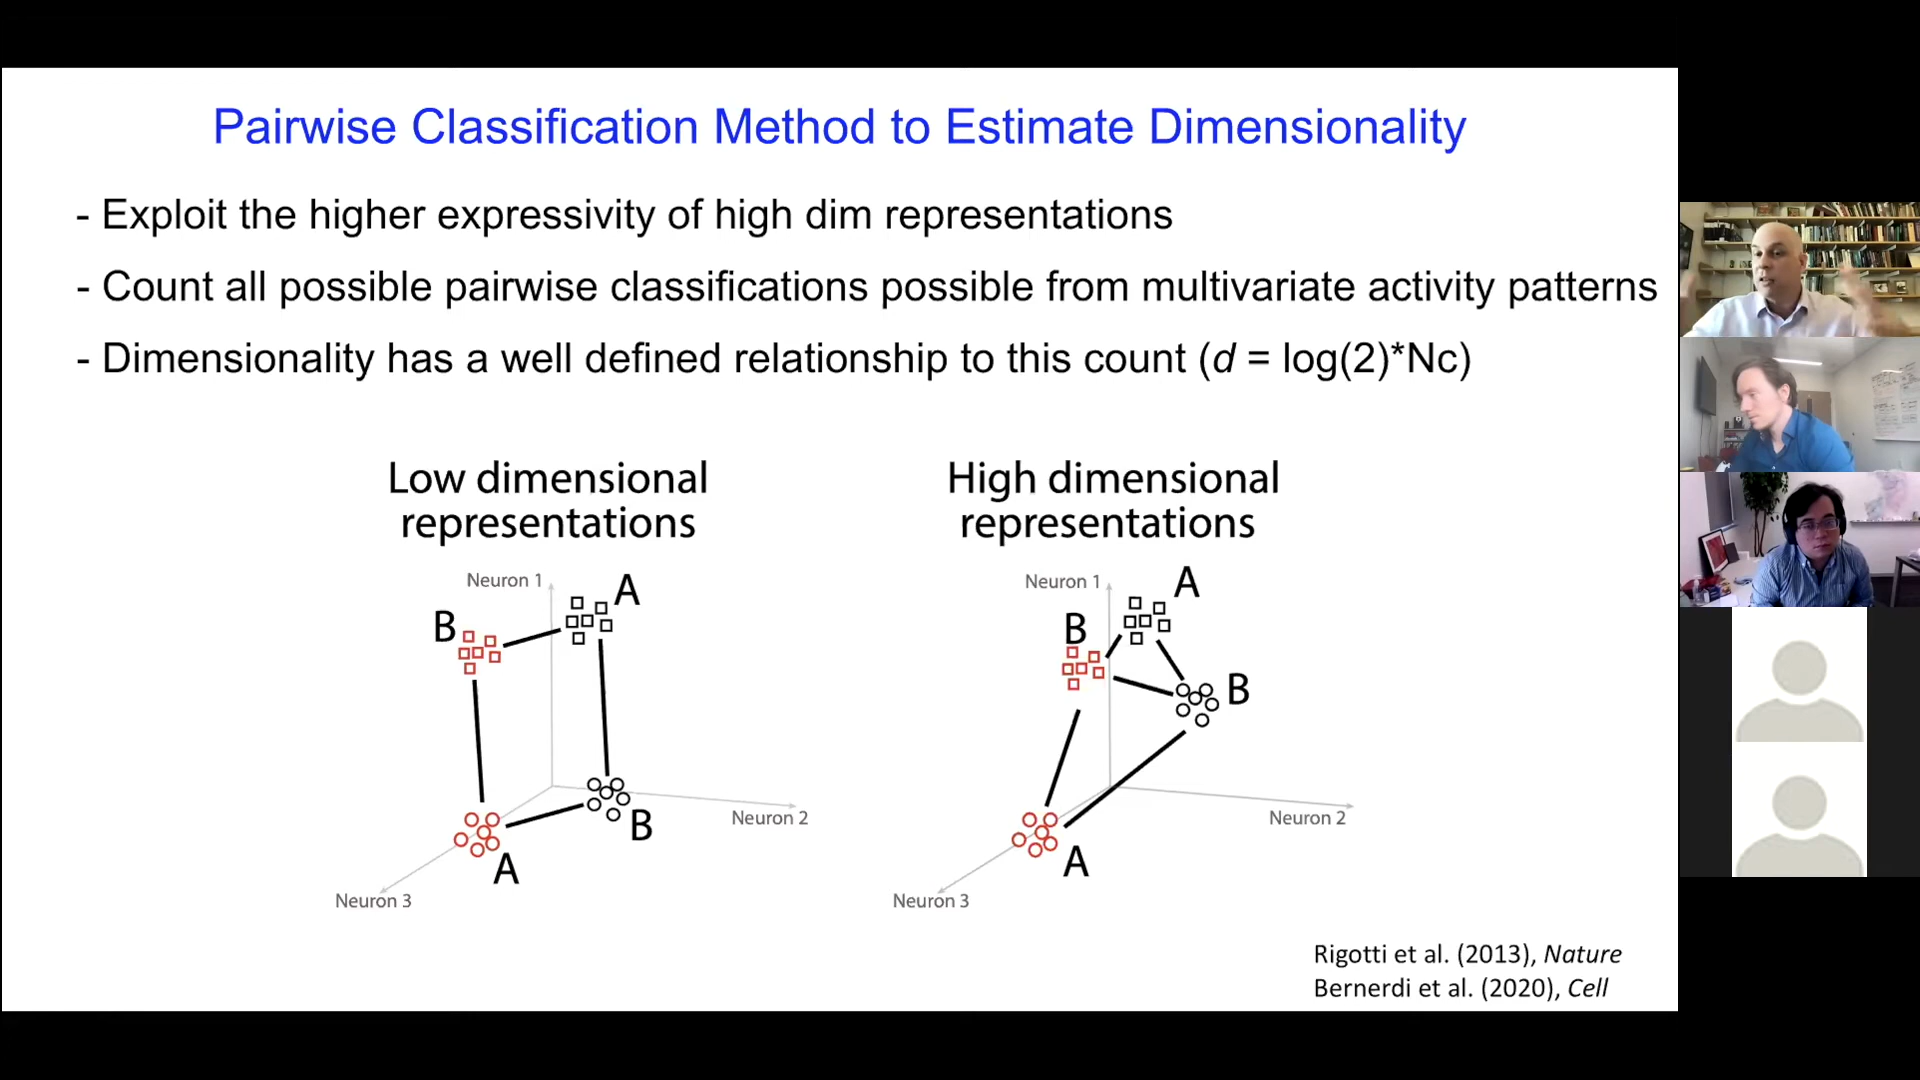 Pairwise Classification Method to Estimate Dimensionality
- Exploit the higher expressivity of high dim representations
- Count all possible pairwise classifications possible from multivariate activity patterns
- Dimensionality has a well defined relationship to this count (d = log(2)*Nc)
Low dimensional
representations
Neuron 1
A
B
B
A
Neuron 2
Neuron 3
High dimensional
representations
Neuron 1
A
B
B
A
Neuron 2
Neuron 3
Rigotti et al. (2013), Nature
Bernerdi et al. (2020), Cell